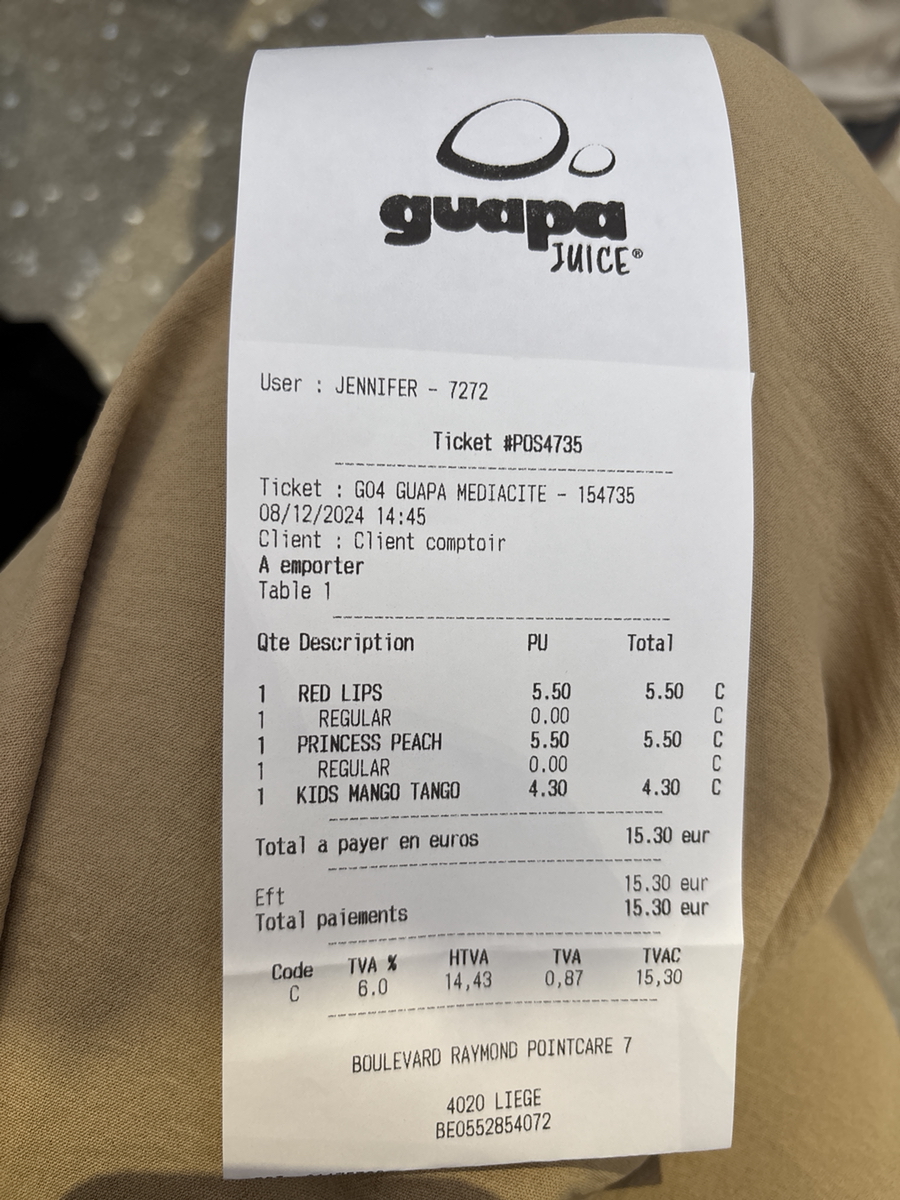 guapa
JUICE®
User : JENNIFER - 7272
Ticket #POS4735
Ticket : G04 GUAPA MEDIACITE - 154735
08/12/2024 14:45
Client : Client comptoir
A emporter
Table 1
Qte Description PU Total
1 RED LIPS 5.50 5.50 C
1 REGULAR 0.00 C
1 PRINCESS PEACH 5.50 5.50 C
1 REGULAR 0.00 C
1 KIDS MANGO TANGO 4.30 4.30 C
Total a payer en euros 15.30 eur
Eft 15.30 eur
Total paiements 15.30 eur
Code TVA % HTVA TVA TVAC
C 6.0 14,43 0,87 15,30
BOULEVARD RAYMOND POINTCARE 7
4020 LIEGE
BE0552854072